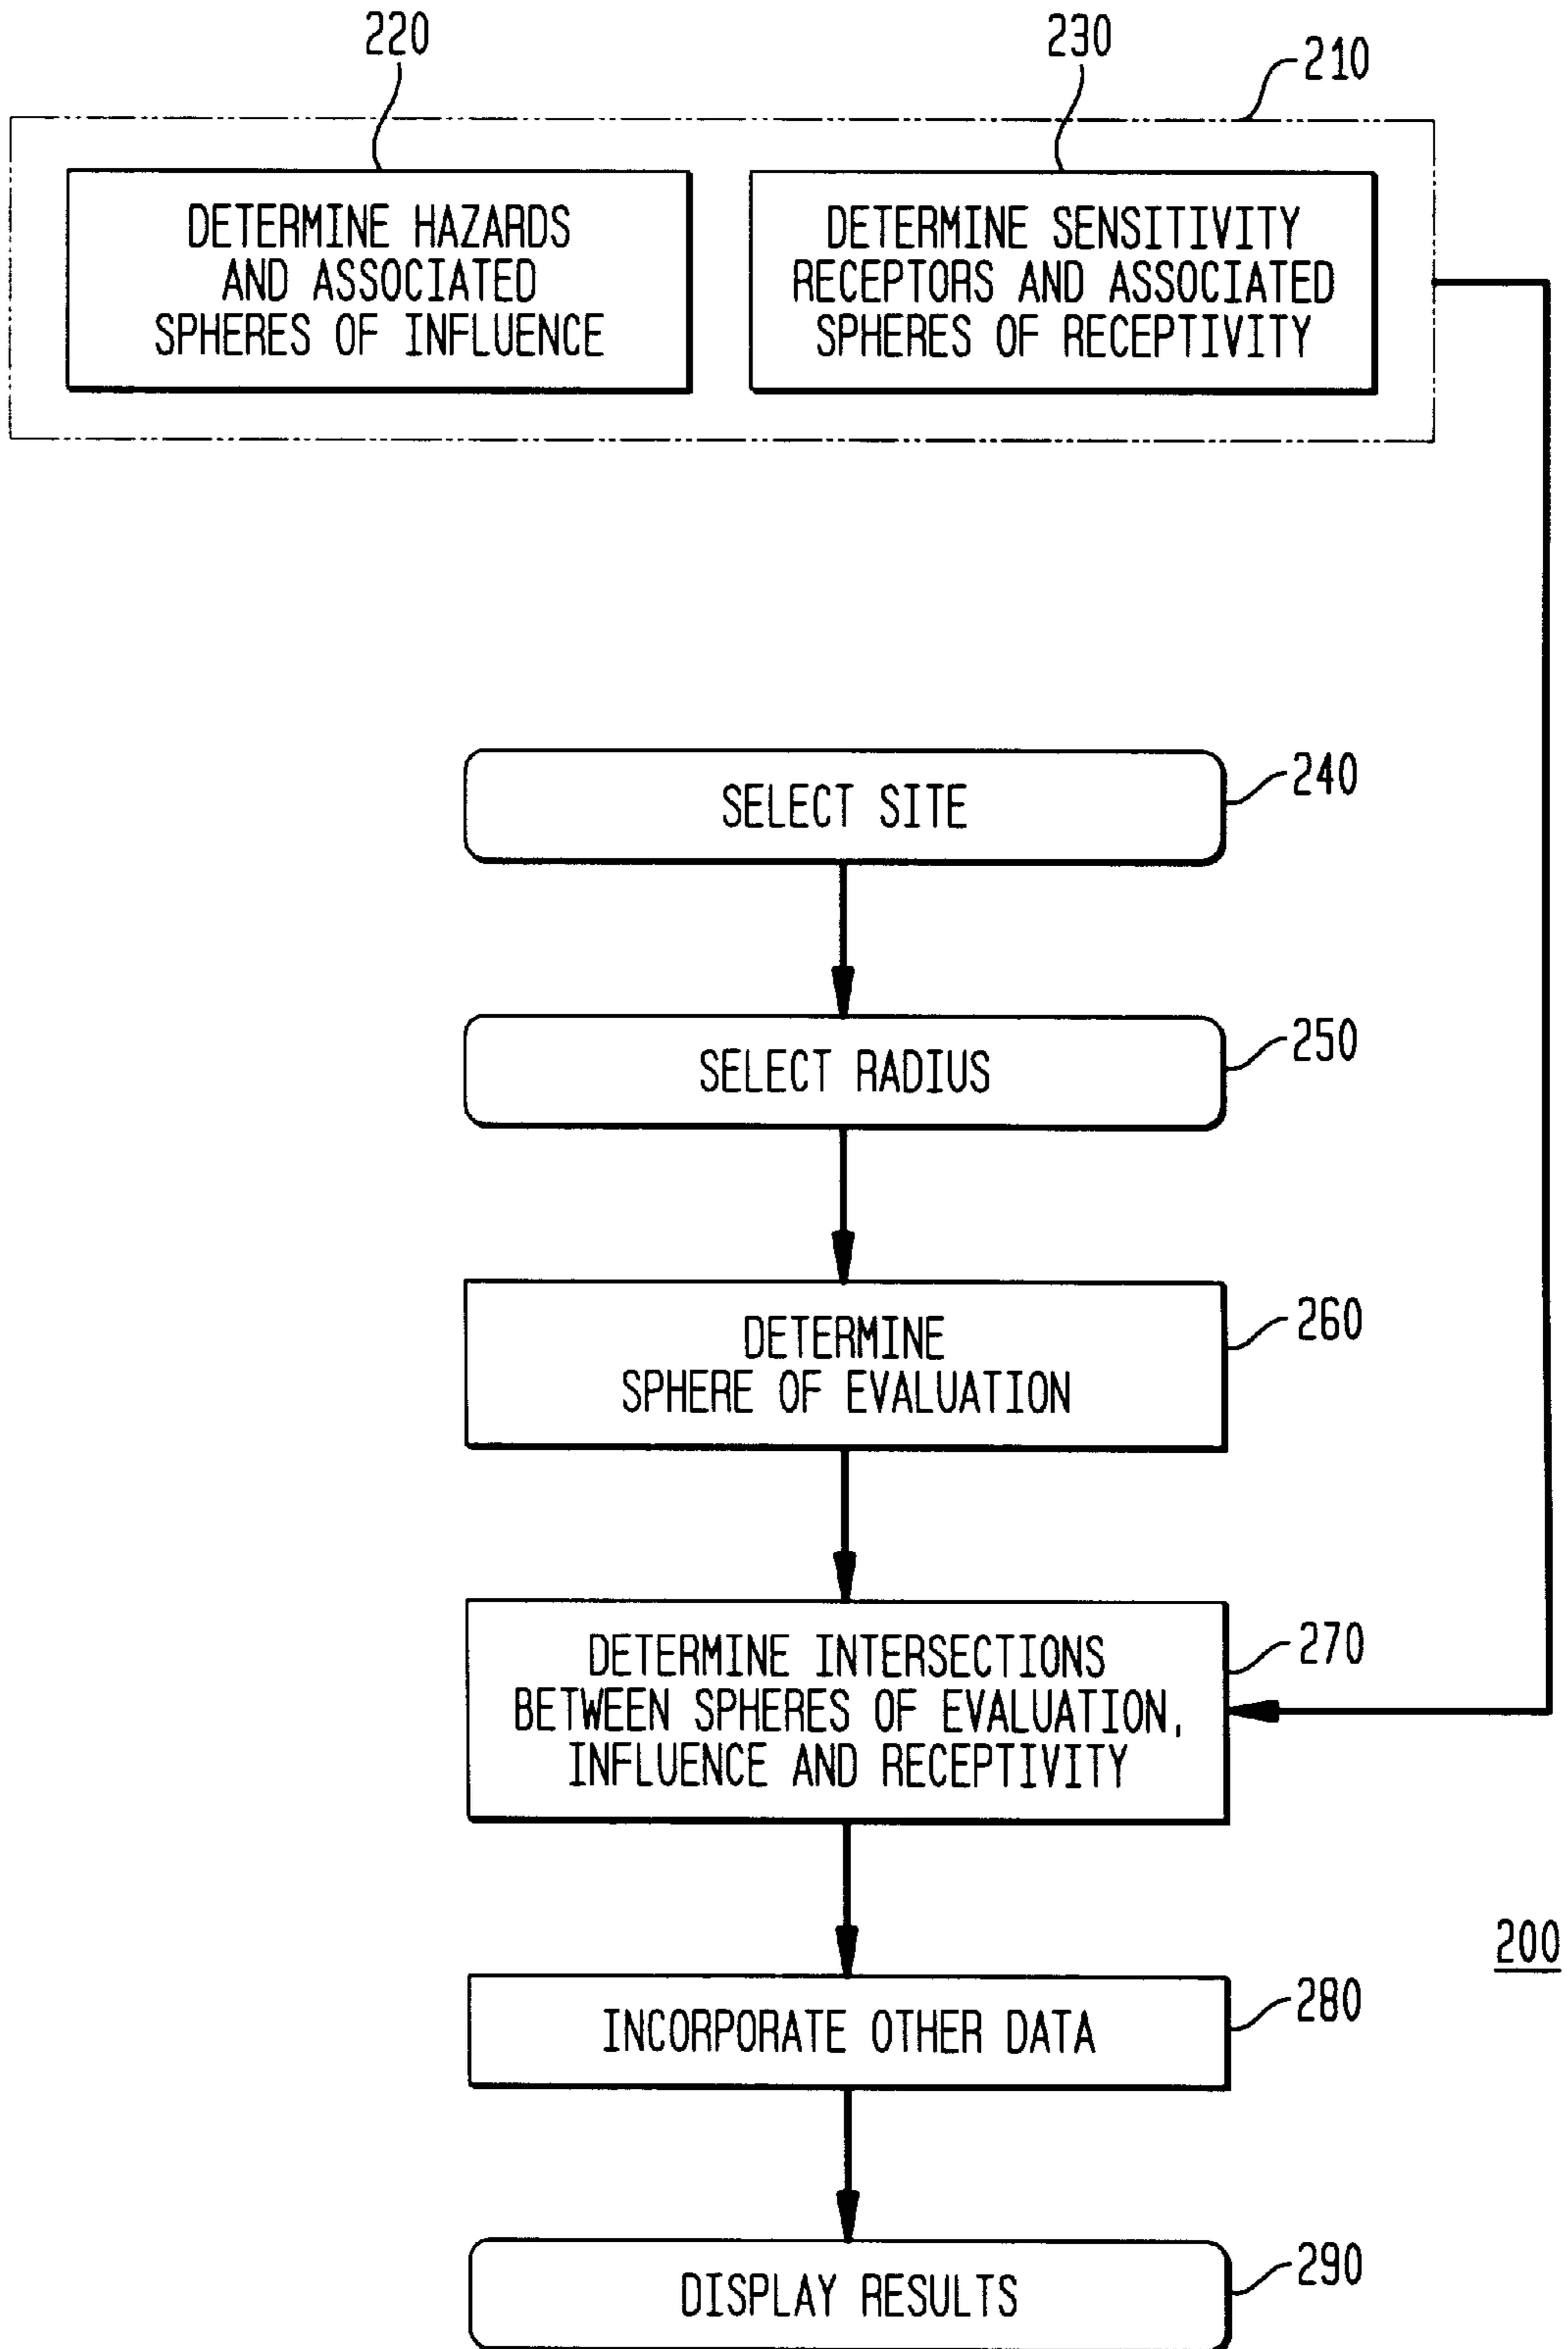 220
230
210
DETERMINE HAZARDS
AND ASSOCIATED
SPHERES OF INFLUENCE
DETERMINE SENSITIVITY
RECEPTORS AND ASSOCIATED
SPHERES OF RECEPTIVITY
SELECT SITE
240
SELECT RADIUS
250
DETERMINE
SPHERE OF EVALUATION
260
DETERMINE INTERSECTIONS
BETWEEN SPHERES OF EVALUATION,
INFLUENCE AND RECEPTIVITY
270
200
INCORPORATE OTHER DATA
280
DISPLAY RESULTS
290